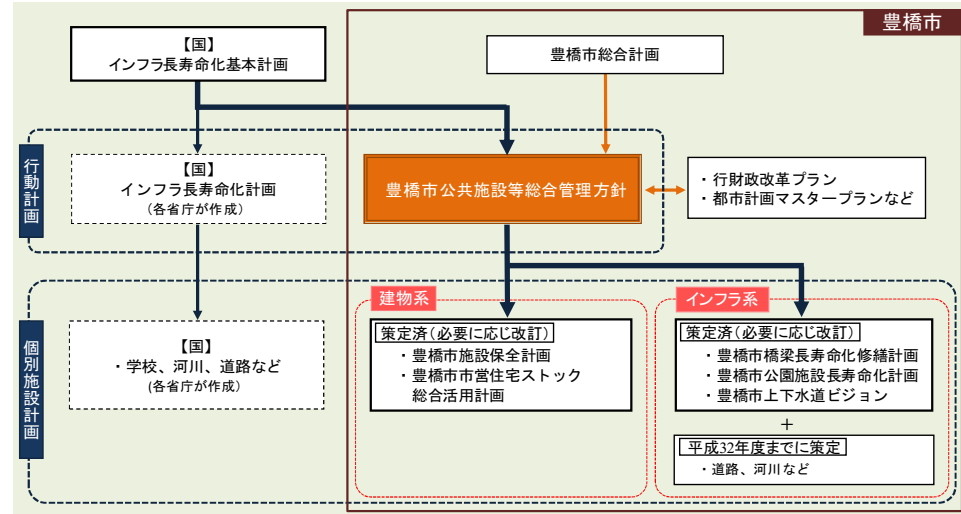 豊橋市
【国】
インフラ長寿命化基本計画
豊橋市総合計画
行動計画
【国】
インフラ長寿命化計画
(各省庁が作成)
豊橋市公共施設等総合管理方針
・行財政改革プラン
・都市計画マスタープランなど
個別施設計画
【国】
・学校、河川、道路など
(各省庁が作成)
建物系
策定済(必要に応じ改訂)
・豊橋市施設保全計画
・豊橋市市営住宅ストック
総合活用計画
インフラ系
策定済(必要に応じ改訂)
・豊橋市橋梁長寿命化修繕計画
・豊橋市公園施設長寿命化計画
・豊橋市上下水道ビジョン
+
平成32年度までに策定
・道路、河川など